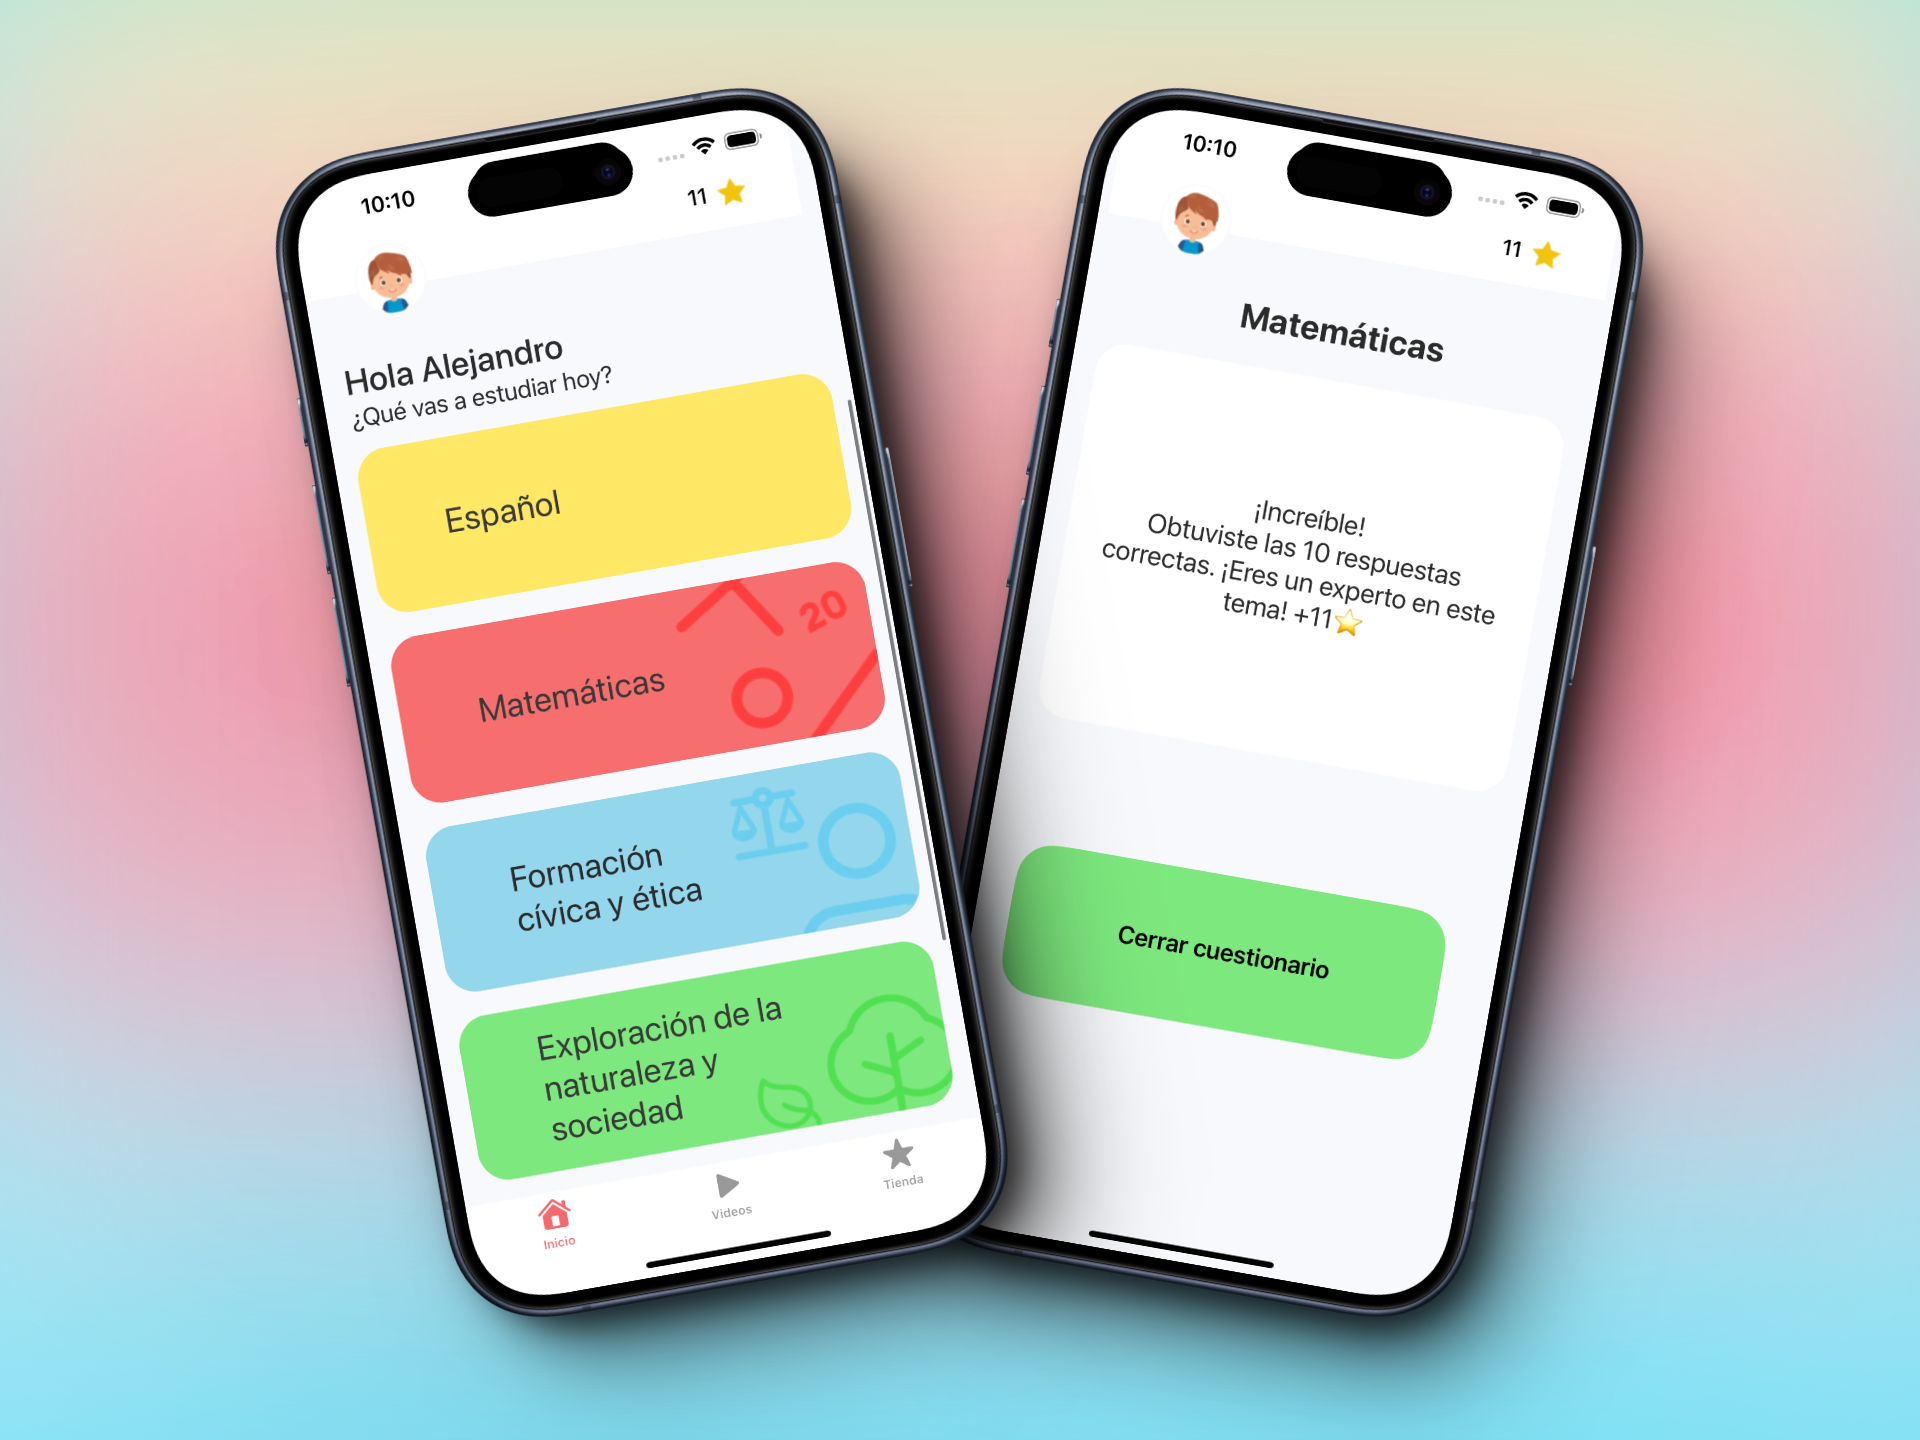 10:10
11
Hola Alejandro
¿Qué vas a estudiar hoy?
Español
Matemáticas
20
Formación
cívica y ética
Exploración de la
naturaleza y
sociedad
Inicio
Videos
Tienda
10:10
11
Matemáticas
¡Increíble!
Obtuviste las 10 respuestas
correctas. ¡Eres un experto en este
tema! +11⭐
Cerrar cuestionario